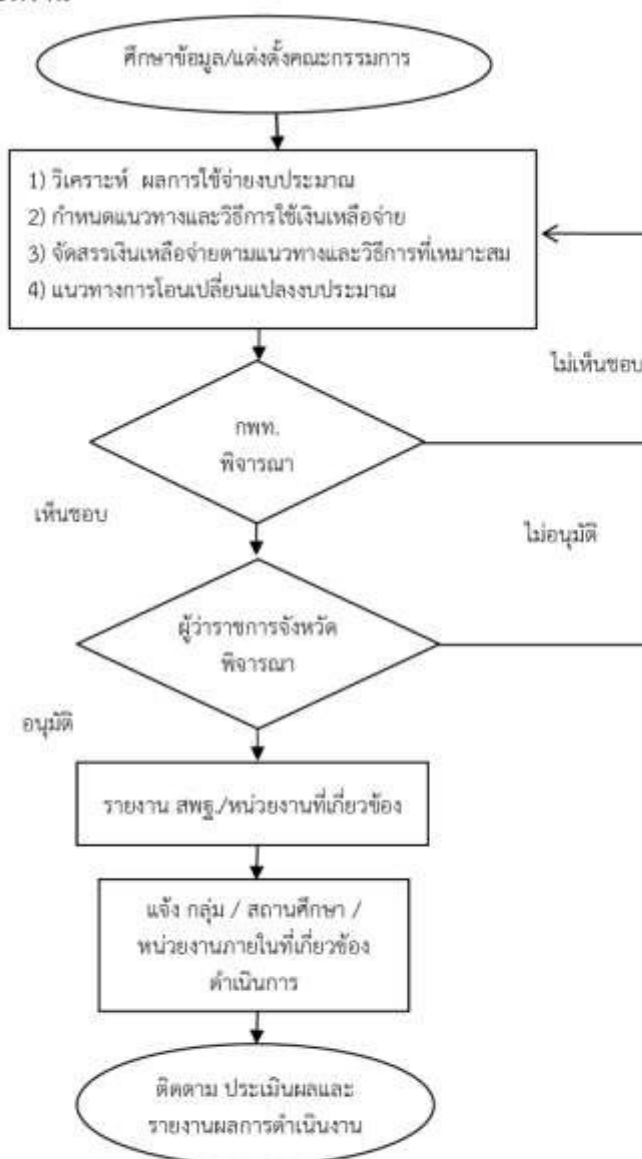 ศึกษาข้อมูล/แต่งตั้งคณะกรรมการ
1) วิเคราะห์ ผลการใช้จ่ายงบประมาณ
2) กำหนดแนวทางและวิธีการใช้เงินเหลือจ่าย
3) จัดสรรเงินเหลือจ่ายตามแนวทางและวิธีการที่เหมาะสม
4) แนวทางการโอนเปลี่ยนแปลงงบประมาณ
ไม่เห็นชอบ
กพท.
พิจารณา
เห็นชอบ
ไม่อนุมัติ
ผู้ว่าราชการจังหวัด
พิจารณา
อนุมัติ
รายงาน สพฐ./หน่วยงานที่เกี่ยวข้อง
แจ้ง กลุ่ม / สถานศึกษา /
หน่วยงานภายในที่เกี่ยวข้อง
ดำเนินการ
ติดตาม ประเมินผลและ
รายงานผลการดำเนินงาน